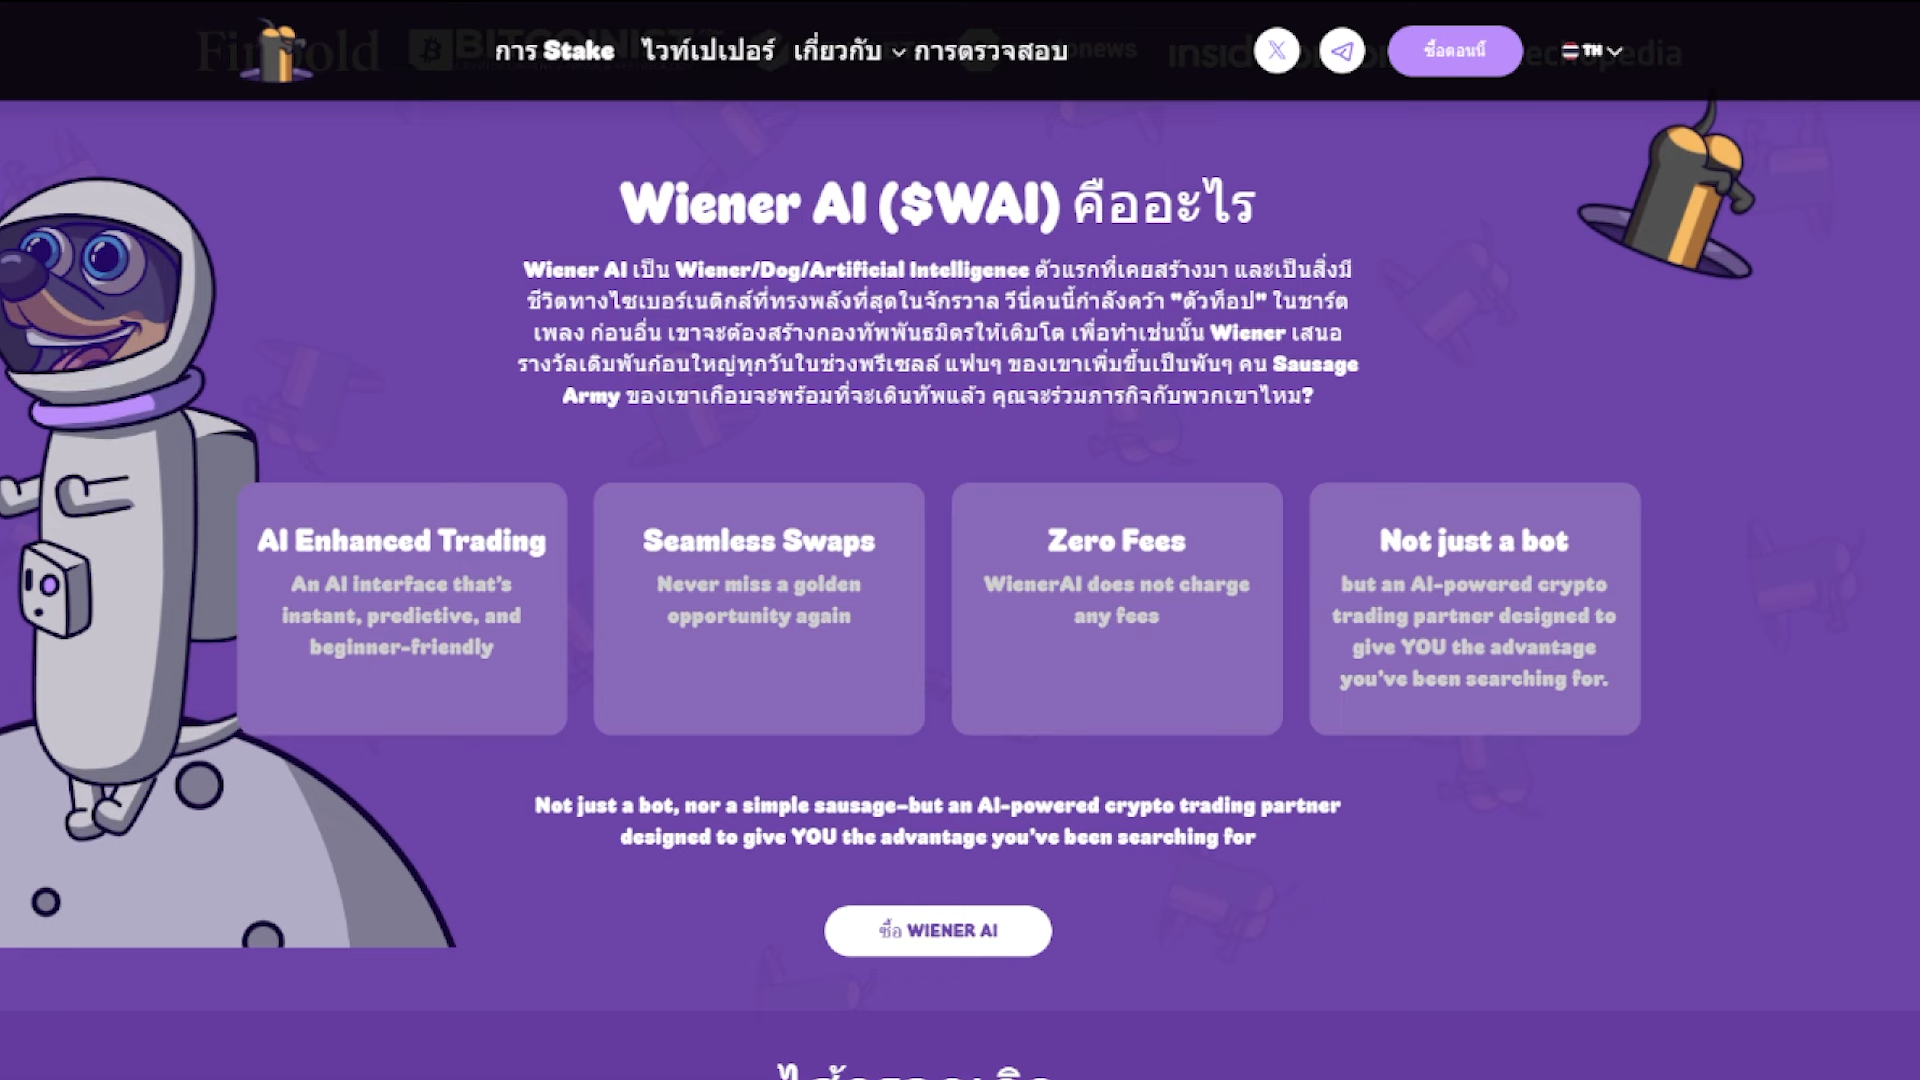 การ Stake ไวท์เปเปอร์ เกี่ยวกับ การตรวจสอบ ซื้อตอนนี้ TH
Wiener AI ($WAI) คืออะไร
Wiener AI เป็น Wiener/Dog/Artificial Intelligence ตัวแรกที่เคยสร้างมา และเป็นสิ่งมี
ชีวิตทางไซเบอร์เนติกส์ที่ทรงพลังที่สุดในจักรวาล วีนี่คนนี้กำลังคว้า "ตัวท็อป" ในชาร์ต
เพลง ก่อนอื่น เขาจะต้องสร้างกองทัพพันธมิตรให้เติบโต เพื่อทำเช่นนั้น Wiener เสนอ
รางวัลเดิมพันก้อนใหญ่ทุกวันในช่วงพรีเซลล์ แฟนๆ ของเขาเพิ่มขึ้นเป็นพันๆ คน Sausage
Army ของเขาเกือบจะพร้อมที่จะเดินทัพแล้ว คุณจะร่วมภารกิจกับพวกเขาไหม?
AI Enhanced Trading
An AI interface that's
instant, predictive, and
beginner-friendly
Seamless Swaps
Never miss a golden
opportunity again
Zero Fees
WienerAI does not charge
any fees
Not just a bot
but an AI-powered crypto
trading partner designed to
give YOU the advantage
you've been searching for.
Not just a bot, nor a simple sausage–but an AI-powered crypto trading partner
designed to give YOU the advantage you've been searching for
ซื้อ WIENER AI